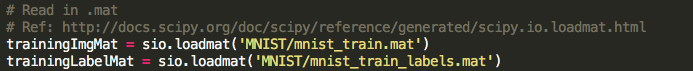 # Read in .mat
# Ref: http://docs.scipy.org/doc/scipy/reference/generated/scipy.io.loadmat.html
trainingImgMat = sio.loadmat('MNIST/mnist_train.mat')
trainingLabelMat = sio.loadmat('MNIST/mnist_train_labels.mat')